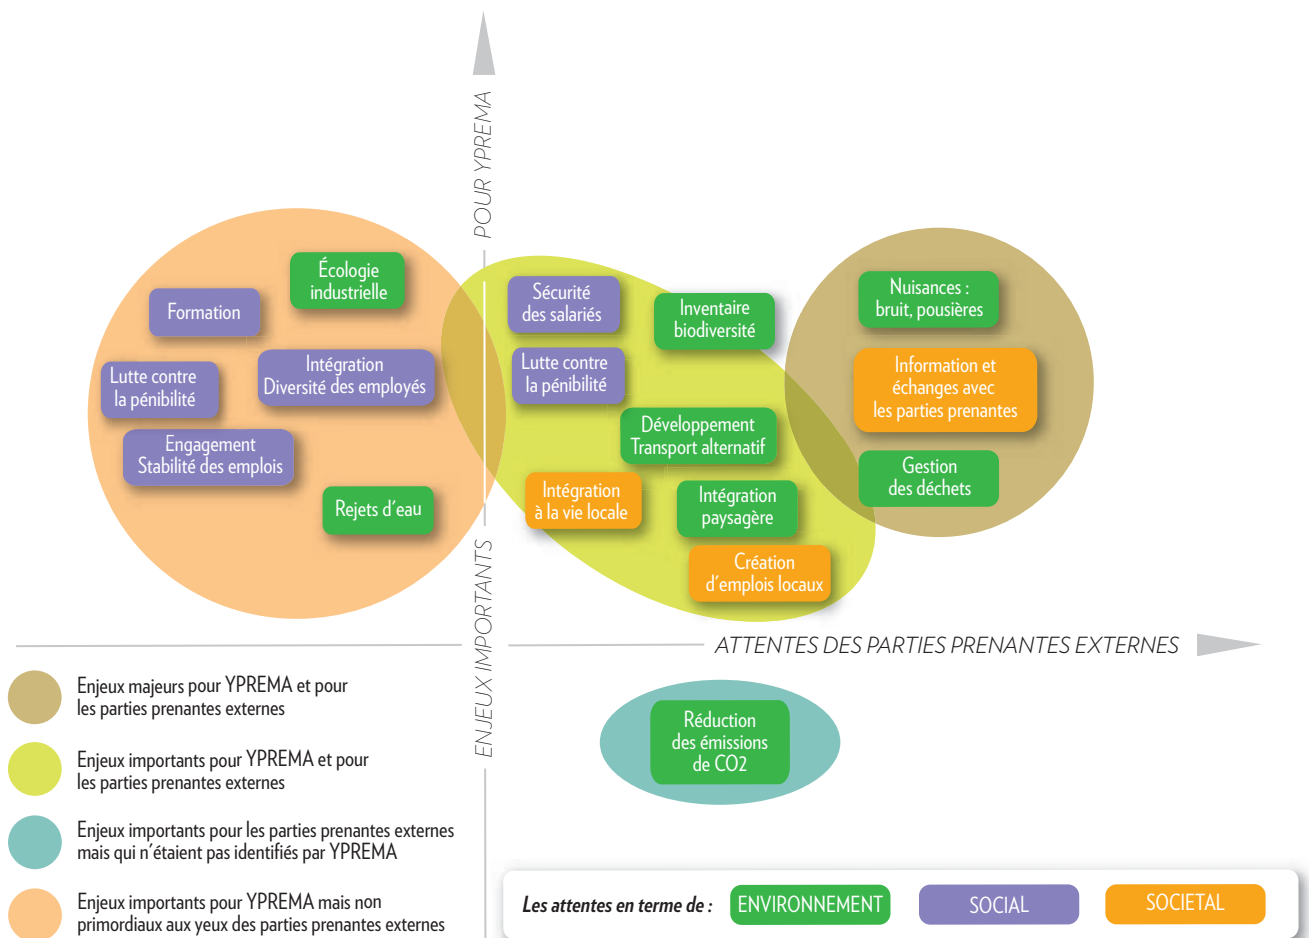 POUR YPREMA
ENJEUX IMPORTANTS
Écologie
industrielle
Formation
Intégration
Diversité des employés
Lutte contre
la pénibilité
Engagement
Stabilité des emplois
Rejets d'eau
Sécurité
des salariés
Inventaire
biodiversité
Lutte contre
la pénibilité
Développement
Transport alternatif
Intégration
à la vie locale
Intégration
paysagère
Création
d'emplois locaux
Nuisances :
bruit, pousières
Information et
échanges avec
les parties prenantes
Gestion
des déchets
ATTENTES DES PARTIES PRENANTES EXTERNES
Réduction
des émissions
de CO2
Enjeux majeurs pour YPREMA et pour
les parties prenantes externes
Enjeux importants pour YPREMA et pour
les parties prenantes externes
Enjeux importants pour les parties prenantes externes
mais qui n'étaient pas identifiés par YPREMA
Enjeux importants pour YPREMA mais non
primordiaux aux yeux des parties prenantes externes
Les attentes en terme de :
ENVIRONNEMENT
SOCIAL
SOCIETAL